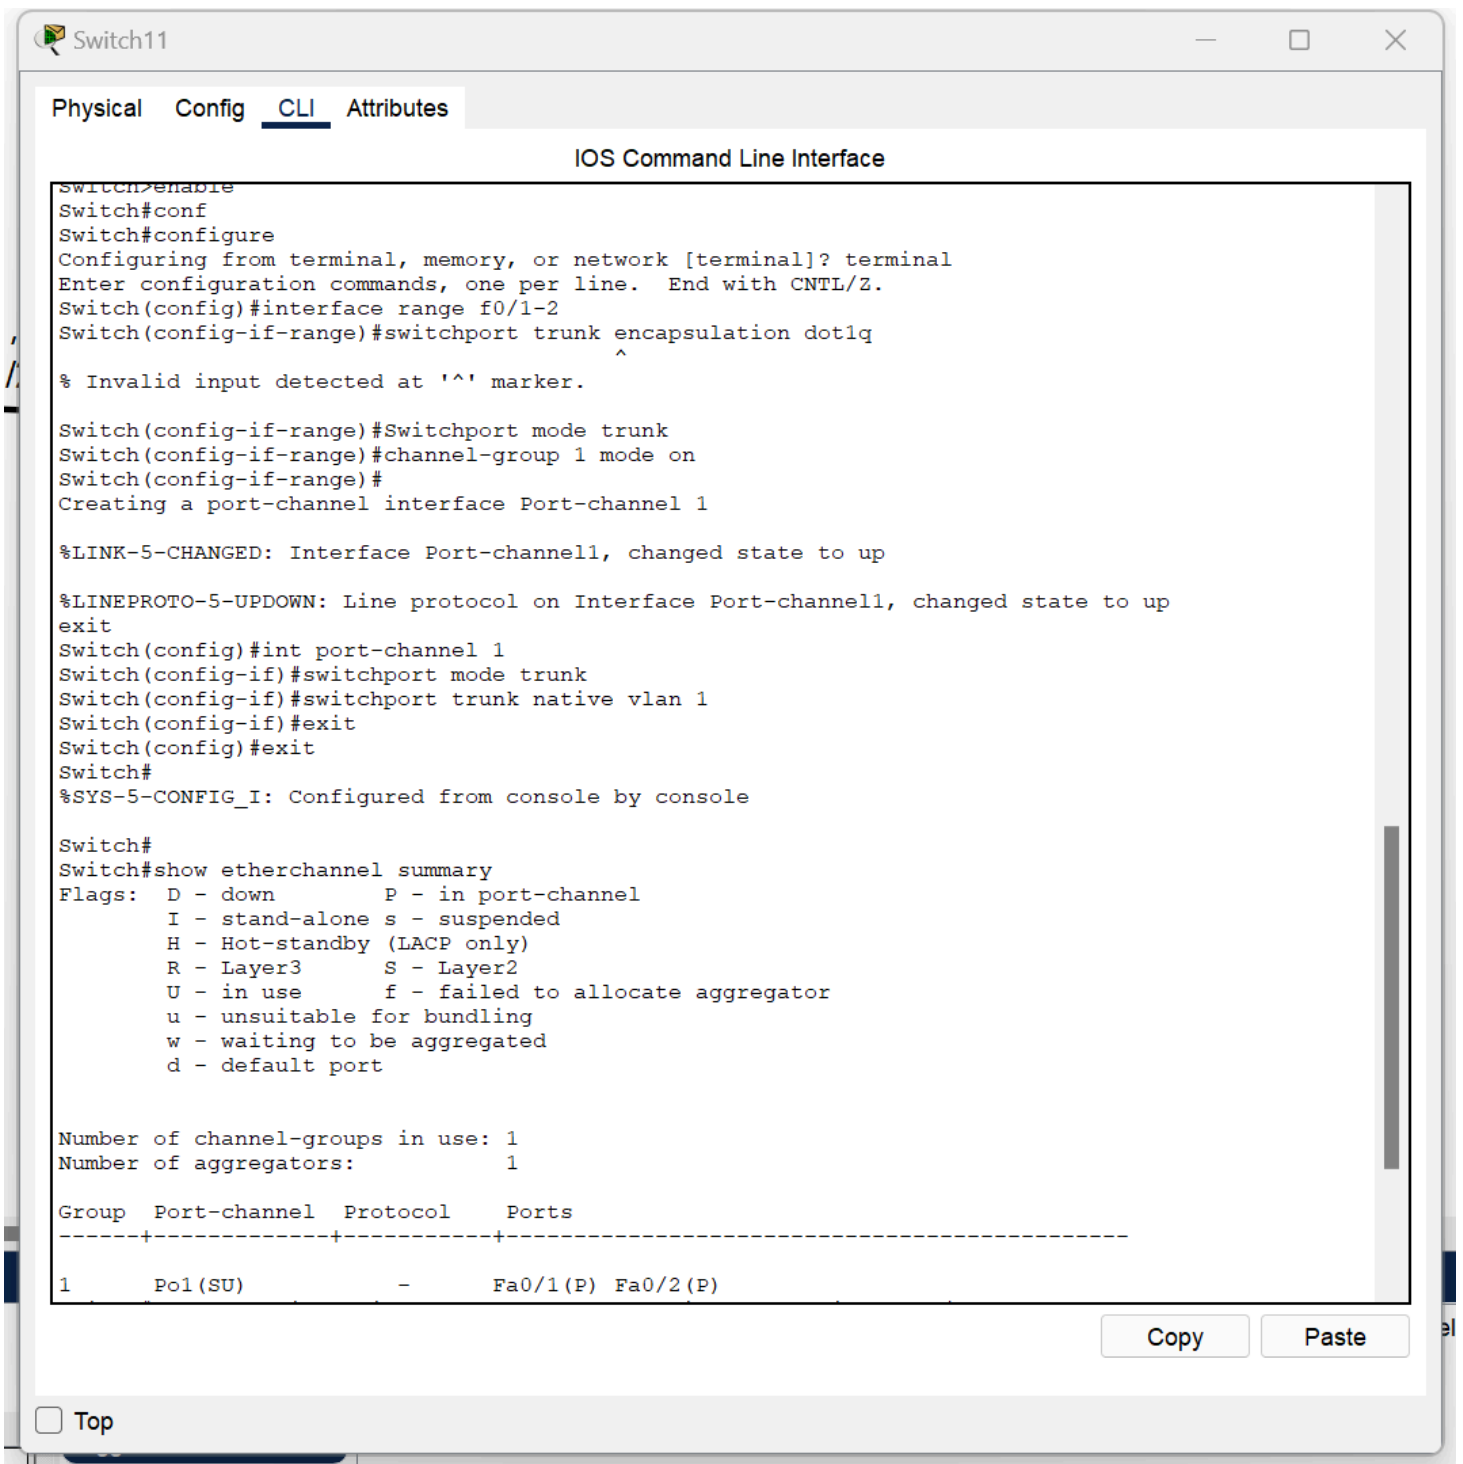 Switch11
Physical Config CLI Attributes
IOS Command Line Interface
Switch>enable
Switch#conf
Switch#configure
Configuring from terminal, memory, or network [terminal]? terminal
Enter configuration commands, one per line.  End with CNTL/Z.
Switch(config)#interface range f0/1-2
Switch(config-if-range)#switchport trunk encapsulation dot1q
^
% Invalid input detected at '^' marker.
Switch(config-if-range)#Switchport mode trunk
Switch(config-if-range)#channel-group 1 mode on
Switch(config-if-range)#
Creating a port-channel interface Port-channel 1
%LINK-5-CHANGED: Interface Port-channel1, changed state to up
%LINEPROTO-5-UPDOWN: Line protocol on Interface Port-channel1, changed state to up
exit
Switch(config)#int port-channel 1
Switch(config-if)#switchport mode trunk
Switch(config-if)#switchport trunk native vlan 1
Switch(config-if)#exit
Switch(config)#exit
Switch#
%SYS-5-CONFIG_I: Configured from console by console
Switch#
Switch#show etherchannel summary
Flags:  D - down        P - in port-channel
I - stand-alone s - suspended
H - Hot-standby (LACP only)
R - Layer3      S - Layer2
U - in use      f - failed to allocate aggregator
u - unsuitable for bundling
w - waiting to be aggregated
d - default port
Number of channel-groups in use: 1
Number of aggregators:           1
Group  Port-channel  Protocol    Ports
------+-------------+-----------+----------------------------------------------
1      Po1(SU)           -      Fa0/1(P) Fa0/2(P)
Copy Paste
Top